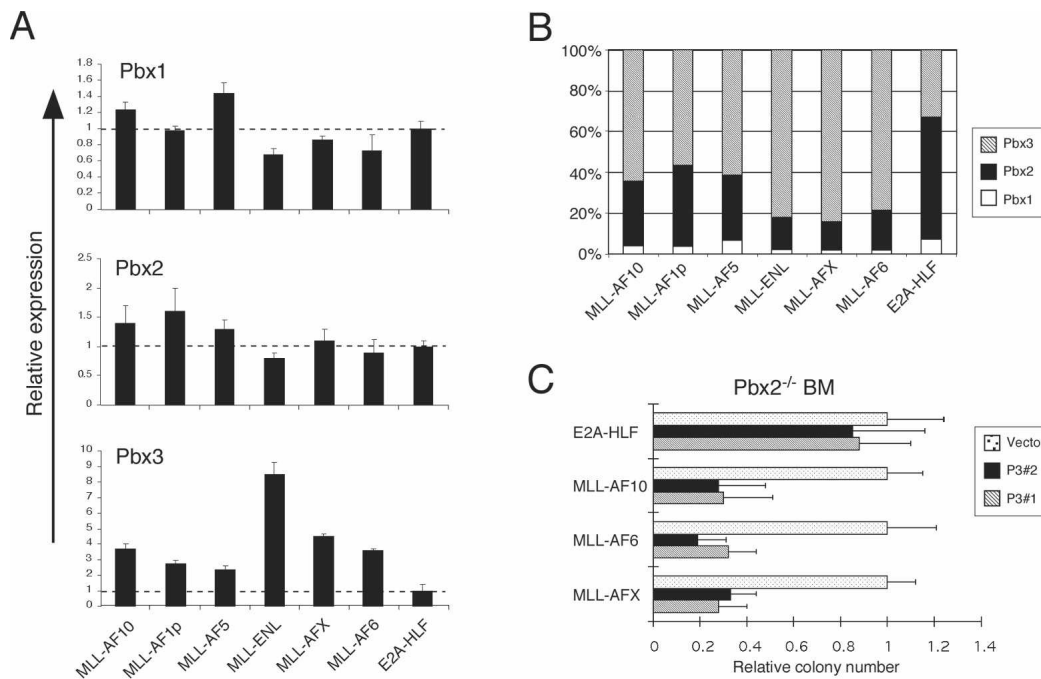 A
Relative expression
Pbx1
1.8
1.6
1.4
1.2
1
0.8
0.6
0.4
0.2
0
Pbx2
2.5
2
1.5
1
0.5
0
Pbx3
10
9
8
7
6
5
4
3
2
1
0
MLL-AF10
MLL-AF1p
MLL-AF5
MLL-ENL
MLL-AFX
MLL-AF6
E2A-HLF
B
100%
80%
60%
40%
20%
0%
MLL-AF10
MLL-AF1p
MLL-AF5
MLL-ENL
MLL-AFX
MLL-AF6
E2A-HLF
Pbx3
Pbx2
Pbx1
C
Pbx2-/- BM
E2A-HLF
MLL-AF10
MLL-AF6
MLL-AFX
0 0.2 0.4 0.6 0.8 1 1.2 1.4
Relative colony number
Vecto
P3#2
P3#1